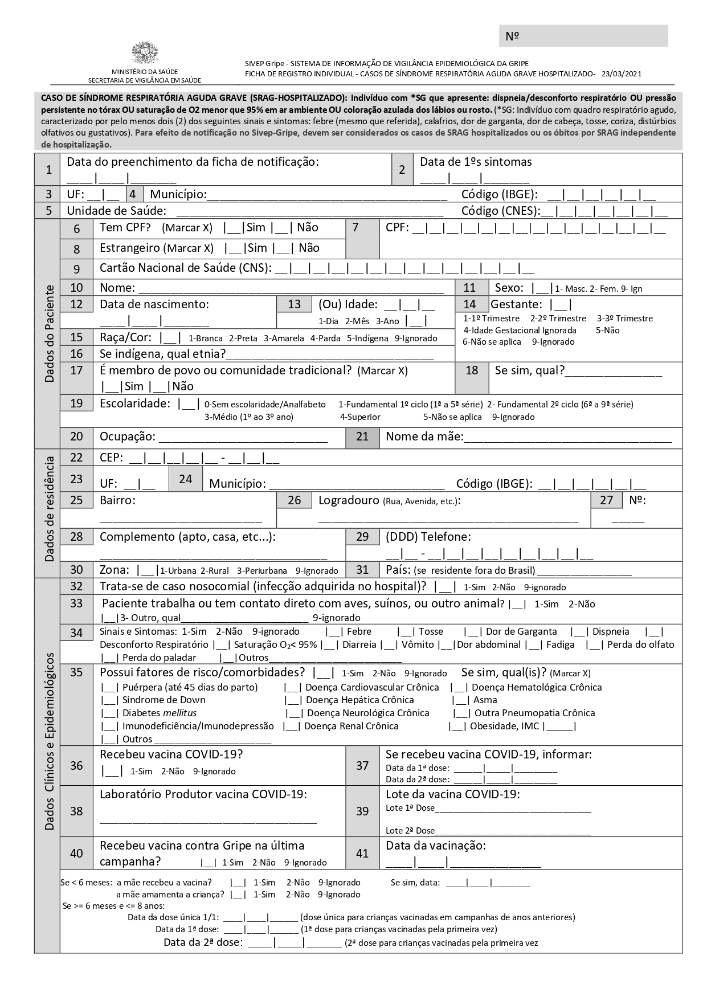 Nº
MINISTÉRIO DA SAÚDE
SECRETARIA DE VIGILÂNCIA EM SAÚDE
SIVEP Gripe - SISTEMA DE INFORMAÇÃO DE VIGILÂNCIA EPIDEMIOLÓGICA DA GRIPE
FICHA DE REGISTRO INDIVIDUAL - CASOS DE SÍNDROME RESPIRATÓRIA AGUDA GRAVE HOSPITALIZADO- 23/03/2021
CASO DE SÍNDROME RESPIRATÓRIA AGUDA GRAVE (SRAG-HOSPITALIZADO): Indivíduo com *SG que apresente: dispneia/desconforto respiratório OU pressão
persistente no tórax OU saturação de O2 menor que 95% em ar ambiente OU coloração azulada dos lábios ou rosto. (*SG: Indivíduo com quadro respiratório agudo,
caracterizado por pelo menos dois (2) dos seguintes sinais e sintomas: febre (mesmo que referida), calafrios, dor de garganta, dor de cabeça, tosse, coriza, distúrbios
olfativos ou gustativos). Para efeito de notificação no Sivep-Gripe, devem ser considerados os casos de SRAG hospitalizados ou os óbitos por SRAG independente
de hospitalização.
1 Data do preenchimento da ficha de notificação: 2 Data de 1ºs sintomas
____|____|_______ ____|____|_______
3 UF: __|__ 4 Município:______________________ Código (IBGE): __|__|__|__|__|__
5 Unidade de Saúde: ______________________ Código (CNES):__|__|__|__|__|__|__
Dados do Paciente
6 Tem CPF? (Marcar X) |__|Sim |__| Não 7 CPF: __|__|__|__|__|__|__|__|__|__|__|__|__|__|__
8 Estrangeiro (Marcar X) |__|Sim |__| Não
9 Cartão Nacional de Saúde (CNS): __|__|__|__|__|__|__|__|__|__|__|__|__|__
10 Nome: ______________________ 11 Sexo: |__|1- Masc. 2- Fem. 9- Ign
12 Data de nascimento: 13 (Ou) Idade: __|__|__ 14 Gestante: |__|
____|____|_______ 1-Dia 2-Mês 3-Ano |__| 1-1º Trimestre 2-2º Trimestre 3-3º Trimestre
4-Idade Gestacional Ignorada 5-Não
6-Não se aplica 9-Ignorado
15 Raça/Cor: |__| 1-Branca 2-Preta 3-Amarela 4-Parda 5-Indígena 9-Ignorado
16 Se indígena, qual etnia?______________________
17 É membro de povo ou comunidade tradicional? (Marcar X) 18 Se sim, qual?_______________
|__|Sim |__|Não
19 Escolaridade: |__| 0-Sem escolaridade/Analfabeto 1-Fundamental 1º ciclo (1ª a 5ª série) 2- Fundamental 2º ciclo (6ª a 9ª série)
3-Médio (1º ao 3º ano) 4-Superior 5-Não se aplica 9-Ignorado
20 Ocupação: ______________________ 21 Nome da mãe:______________________
Dados de residência
22 CEP: __|__|__|__|__ - __|__|__
23 UF: __|__ 24 Município: ______________________ Código (IBGE): __|__|__|__|__|__
25 Bairro: 26 Logradouro (Rua, Avenida, etc.): 27 Nº:
______________________ ______________________ _____
28 Complemento (apto, casa, etc...): 29 (DDD) Telefone:
______________________ __|__ - __|__|__|__|__|__|__|__|__
30 Zona: |__|1-Urbana 2-Rural 3-Periurbana 9-Ignorado 31 País: (se residente fora do Brasil) ______________________
Dados Clínicos e Epidemiológicos
32 Trata-se de caso nosocomial (infecção adquirida no hospital)? |__| 1-Sim 2-Não 9-ignorado
33 Paciente trabalha ou tem contato direto com aves, suínos, ou outro animal? |__| 1-Sim 2-Não
|__|3- Outro, qual______________________ 9-ignorado
34 Sinais e Sintomas: 1-Sim 2-Não 9-ignorado |__| Febre |__| Tosse |__| Dor de Garganta |__| Dispneia |__|
Desconforto Respiratório |__| Saturação O₂< 95% |__| Diarreia |__| Vômito |__|Dor abdominal |__| Fadiga |__| Perda do olfato
|__| Perda do paladar |__|Outros______________________
35 Possui fatores de risco/comorbidades? |__| 1-Sim 2-Não 9-Ignorado Se sim, qual(is)? (Marcar X)
|__| Puérpera (até 45 dias do parto) |__| Doença Cardiovascular Crônica |__| Doença Hematológica Crônica
|__| Síndrome de Down |__| Doença Hepática Crônica |__| Asma
|__| Diabetes mellitus |__| Doença Neurológica Crônica |__| Outra Pneumopatia Crônica
|__| Imunodeficiência/Imunodepressão |__| Doença Renal Crônica |__| Obesidade, IMC |_____|
|__| Outros ______________________
36 Recebeu vacina COVID-19? 37 Se recebeu vacina COVID-19, informar:
|__| 1-Sim 2-Não 9-Ignorado Data da 1ª dose: ______|_____|_________
Data da 2ª dose: ______|_____|_________
38 Laboratório Produtor vacina COVID-19: 39 Lote da vacina COVID-19:
______________________ Lote 1ª Dose______________________
Lote 2ª Dose______________________
40 Recebeu vacina contra Gripe na última 41 Data da vacinação:
campanha? |__| 1-Sim 2-Não 9-Ignorado ____|____|______________
Se < 6 meses: a mãe recebeu a vacina? |__| 1-Sim 2-Não 9-Ignorado Se sim, data: ____|____|________
a mãe amamenta a criança? |__| 1-Sim 2-Não 9-Ignorado
Se >= 6 meses e <= 8 anos:
Data da dose única 1/1: ____|____|______ (dose única para crianças vacinadas em campanhas de anos anteriores)
Data da 1ª dose: ____|____|______ (1ª dose para crianças vacinadas pela primeira vez)
Data da 2ª dose: ____|____|______ (2ª dose para crianças vacinadas pela primeira vez